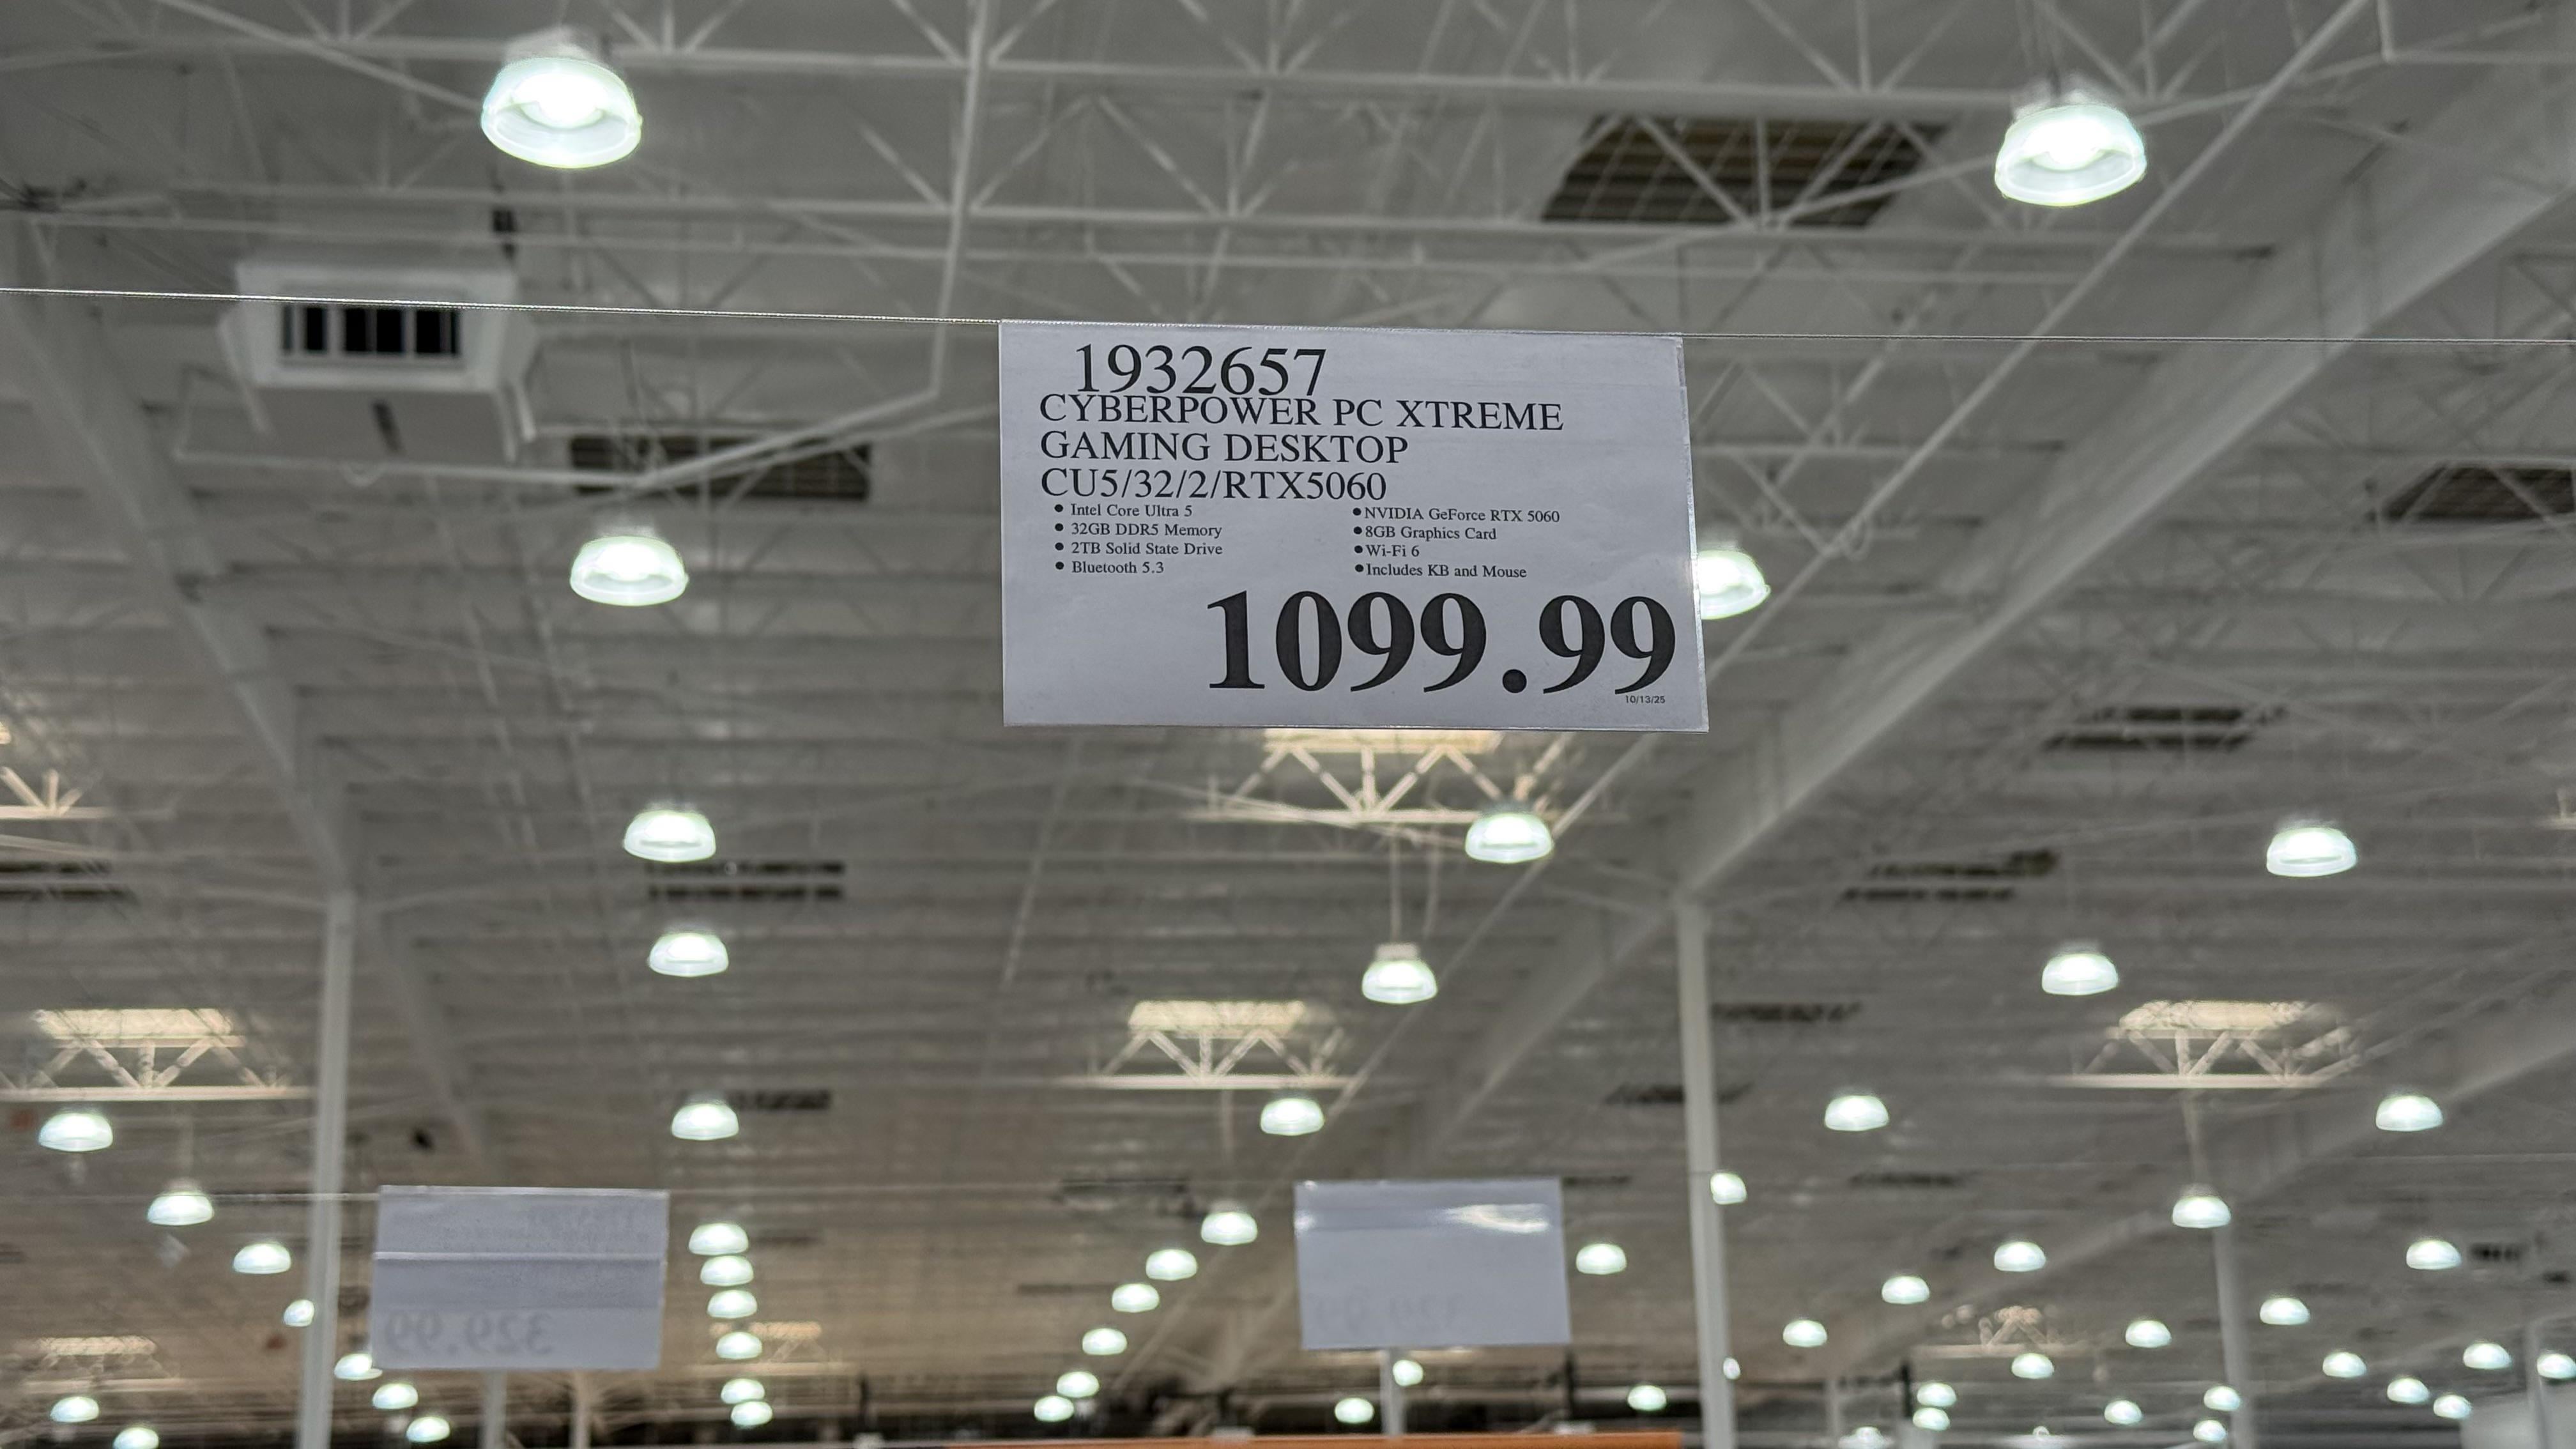 1932657
CYBERPOWER PC XTREME
GAMING DESKTOP
CU5/32/2/RTX5060
• Intel Core Ultra 5
• 32GB DDR5 Memory
• 2TB Solid State Drive
• Bluetooth 5.3
• NVIDIA GeForce RTX 5060
• 8GB Graphics Card
• Wi-Fi 6
• Includes KB and Mouse
1099.99
10/13/25
329.99